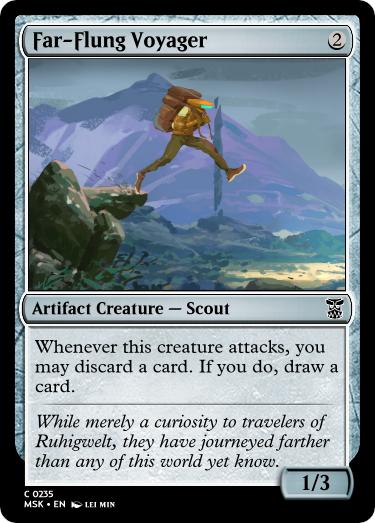 Far-Flung Voyager 2
Artifact Creature — Scout
Whenever this creature attacks, you
may discard a card. If you do, draw a
card.
While merely a curiosity to travelers of
Ruhigwelt, they have journeyed farther
than any of this world yet know.
1/3
C 0235
MSK • EN LEI MIN